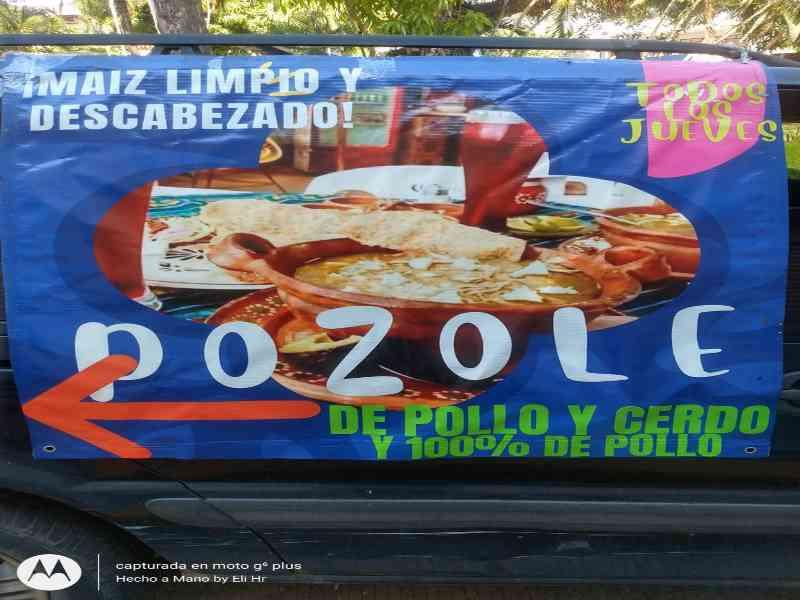 ¡MAIZ LIMPIO Y
DESCABEZADO!
TODOS
LOS
JUEVES
POZOLE
DE POLLO Y CERDO
Y 100% DE POLLO
capturada en moto g⁶ plus
Hecho a Mano by Eli Hr